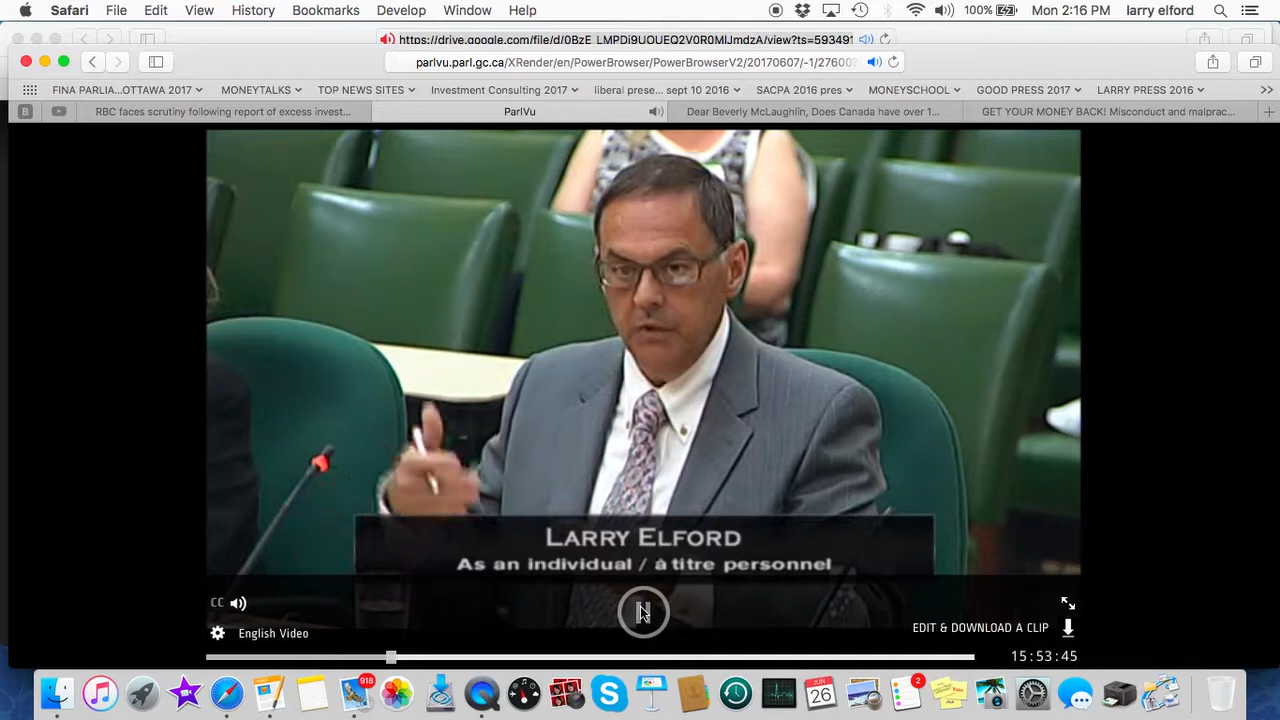 Safari File Edit View History Bookmarks Develop Window Help 100% Mon 2:16 PM larry elford
parlvu.parl.gc.ca/XRender/en/PowerBrowser/PowerBrowserV2/20170607/-1/27600
FINA PARLIA...OTTAWA 2017 MONEYTALKS TOP NEWS SITES Investment Consulting 2017 liberal prese... sept 10 2016 SACPA 2016 pres MONEYSCHOOL GOOD PRESS 2017 LARRY PRESS 2016
B RBC faces scrutiny following report of excess invest... ParlVu Dear Beverly McLaughlin, Does Canada have over 1... GET YOUR MONEY BACK! Misconduct and malprac...
LARRY ELFORD
As an individual / à titre personnel
CC
English Video EDIT & DOWNLOAD A CLIP
15:53:45
918 JUN 26 2